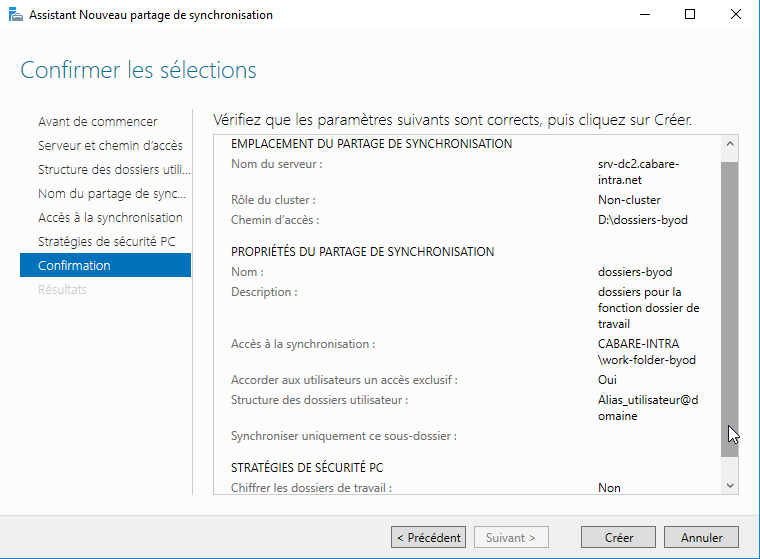 Assistant Nouveau partage de synchronisation
Confirmer les sélections
Avant de commencer
Serveur et chemin d'accès
Structure des dossiers utili...
Nom du partage de sync...
Accès à la synchronisation
Stratégies de sécurité PC
Confirmation
Résultats
Vérifiez que les paramètres suivants sont corrects, puis cliquez sur Créer.
EMPLACEMENT DU PARTAGE DE SYNCHRONISATION
Nom du serveur : srv-dc2.cabare-
intra.net
Rôle du cluster : Non-cluster
Chemin d'accès : D:\dossiers-byod
PROPRIÉTÉS DU PARTAGE DE SYNCHRONISATION
Nom : dossiers-byod
Description : dossiers pour la
fonction dossier de
travail
Accès à la synchronisation : CABARE-INTRA
\work-folder-byod
Accorder aux utilisateurs un accès exclusif : Oui
Structure des dossiers utilisateur : Alias_utilisateur@d
omaine
Synchroniser uniquement ce sous-dossier :
STRATÉGIES DE SÉCURITÉ PC
Chiffrer les dossiers de travail : Non
< Précédent
Suivant >
Créer
Annuler